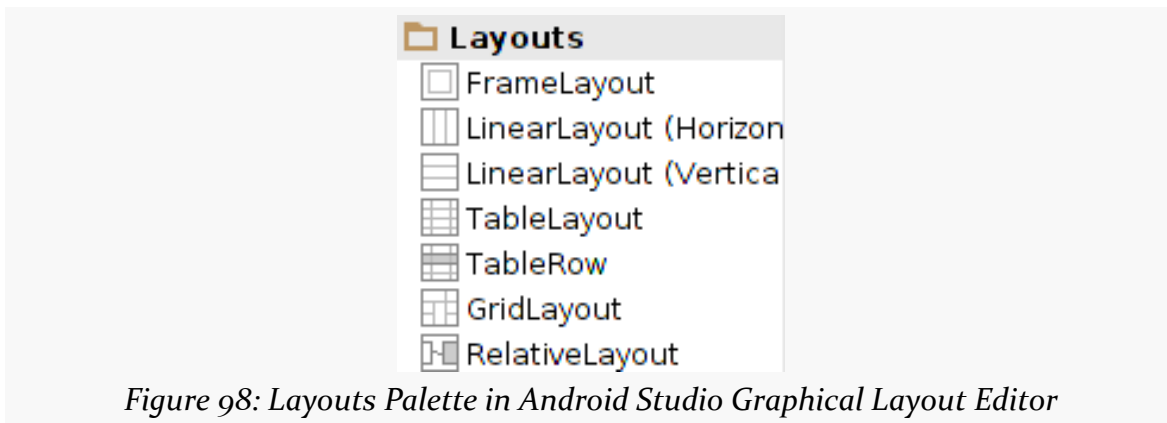 Layouts
FrameLayout
LinearLayout (Horizon
LinearLayout (Vertica
TableLayout
TableRow
GridLayout
RelativeLayout
Figure 98: Layouts Palette in Android Studio Graphical Layout Editor